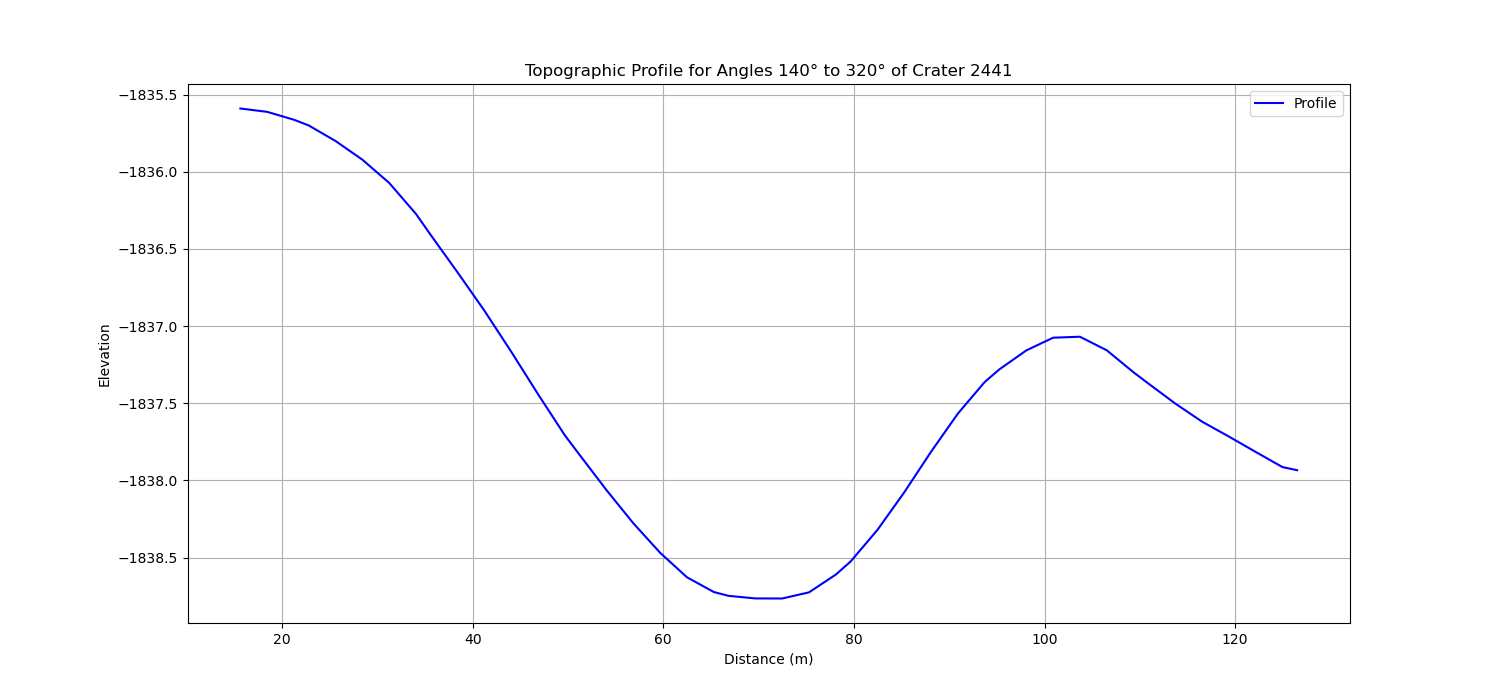 Topographic Profile for Angles 140° to 320° of Crater 2441
Profile
−1835.5
−1836.0
−1836.5
−1837.0
−1837.5
−1838.0
−1838.5
Elevation
20 40 60 80 100 120
Distance (m)